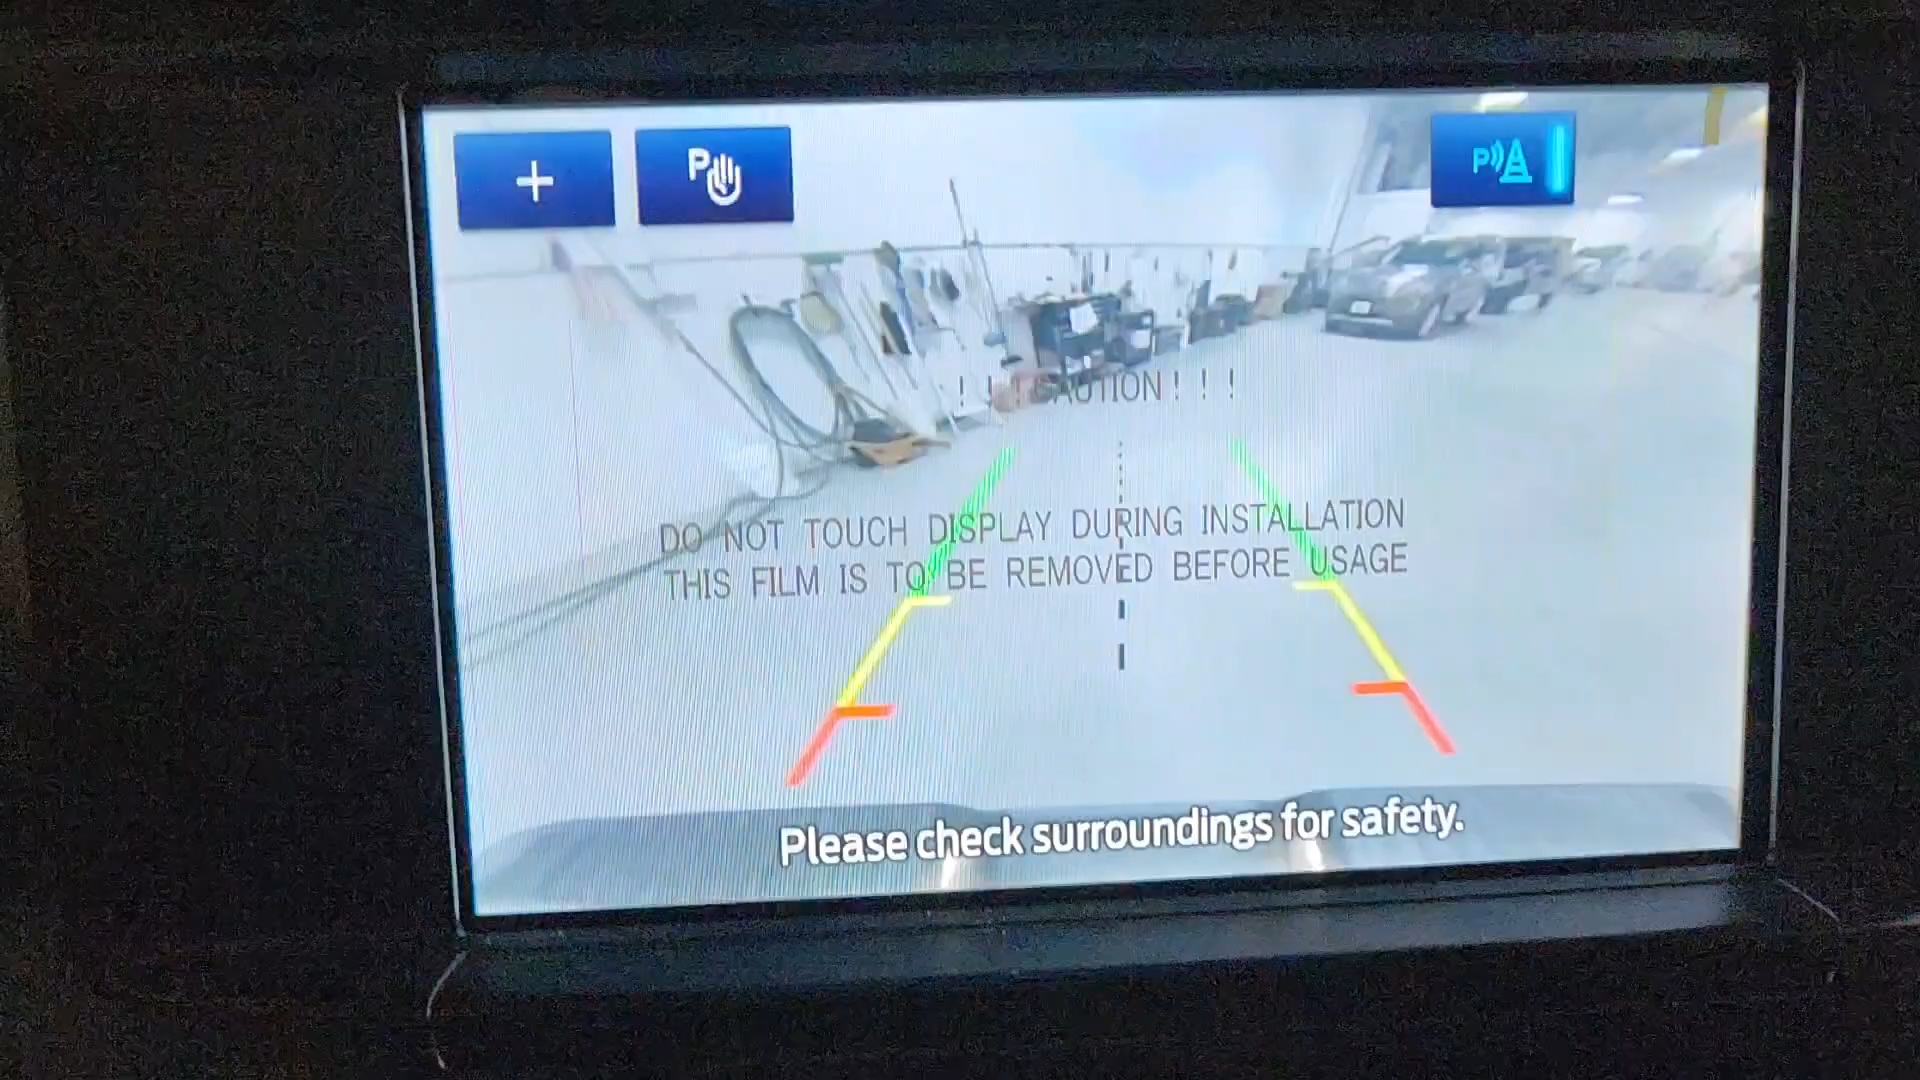 +
P
P
! ! ! CAUTION ! ! !
DO NOT TOUCH DISPLAY DURING INSTALLATION
THIS FILM IS TO BE REMOVED BEFORE USAGE
Please check surroundings for safety.